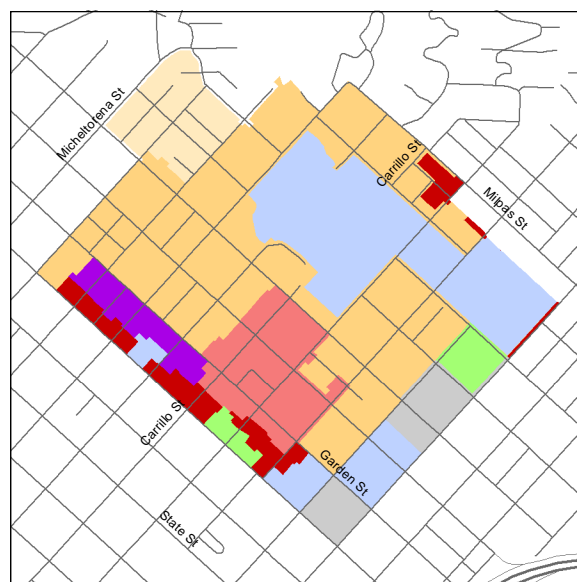 Micheltorena St
Carrillo St
Milpas St
Carrillo St
Garden St
State St